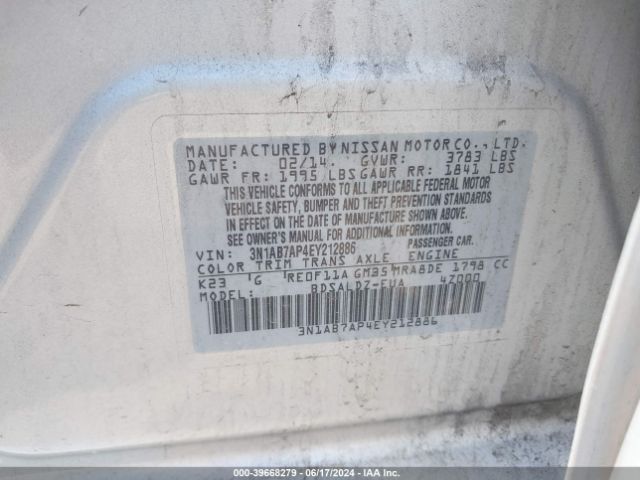 MANUFACTURED BY NISSAN MOTOR CO., LTD.
DATE: 02/14. GVWR: 3783 LBS
GAWR FR: 1995 LBS GAWR RR: 1841 LBS
THIS VEHICLE CONFORMS TO ALL APPLICABLE FEDERAL MOTOR
VEHICLE SAFETY, BUMPER AND THEFT PREVENTION STANDARDS
IN EFFECT ON THE DATE OF MANUFACTURE SHOWN ABOVE.
SEE OWNER'S MANUAL FOR ADDITIONAL INFORMATION.
VIN: 3N1AB7AP4EY212886 PASSENGER CAR.
COLOR TRIM TRANS AXLE ENGINE
K23 G RE0F11A GM35 MRA8DE 1798 CC
MODEL: BDSALDZ-EUA 4Z000
3N1AB7AP4EY212886
000-39668279 - 06/17/2024 - IAA Inc.